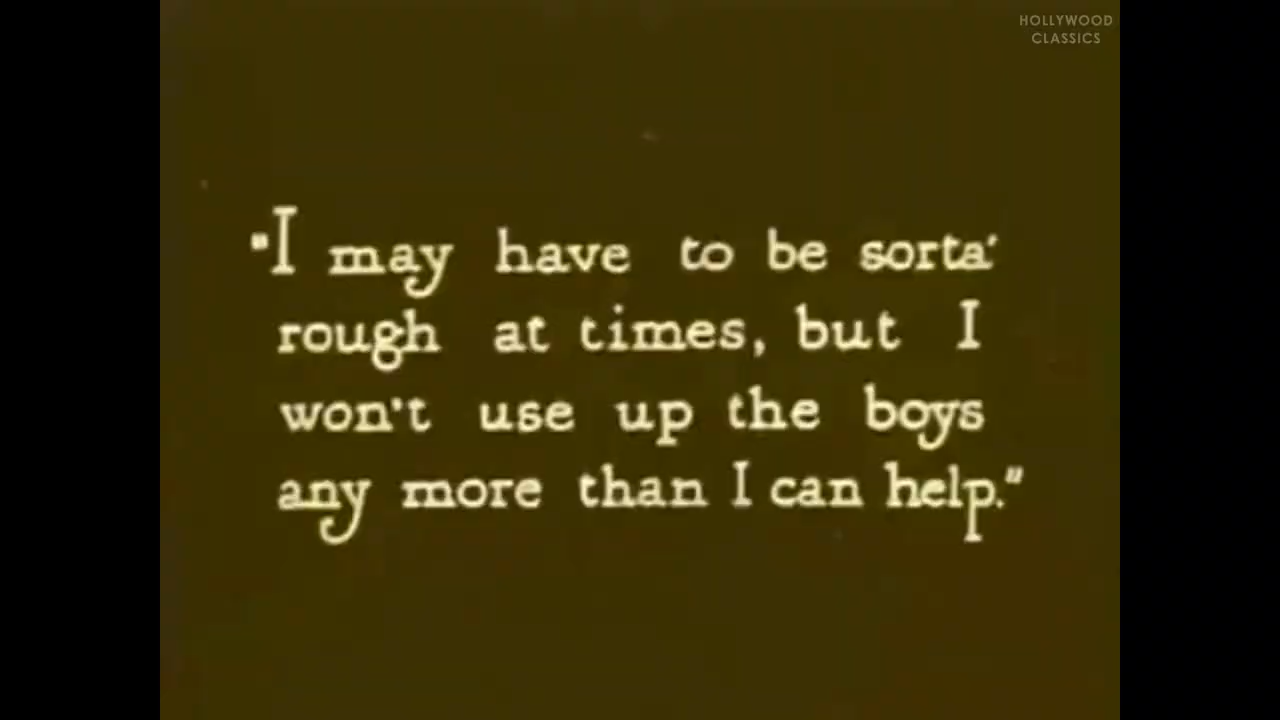 HOLLYWOOD
CLASSICS
"I may have to be sorta'
rough at times, but I
won't use up the boys
any more than I can help."